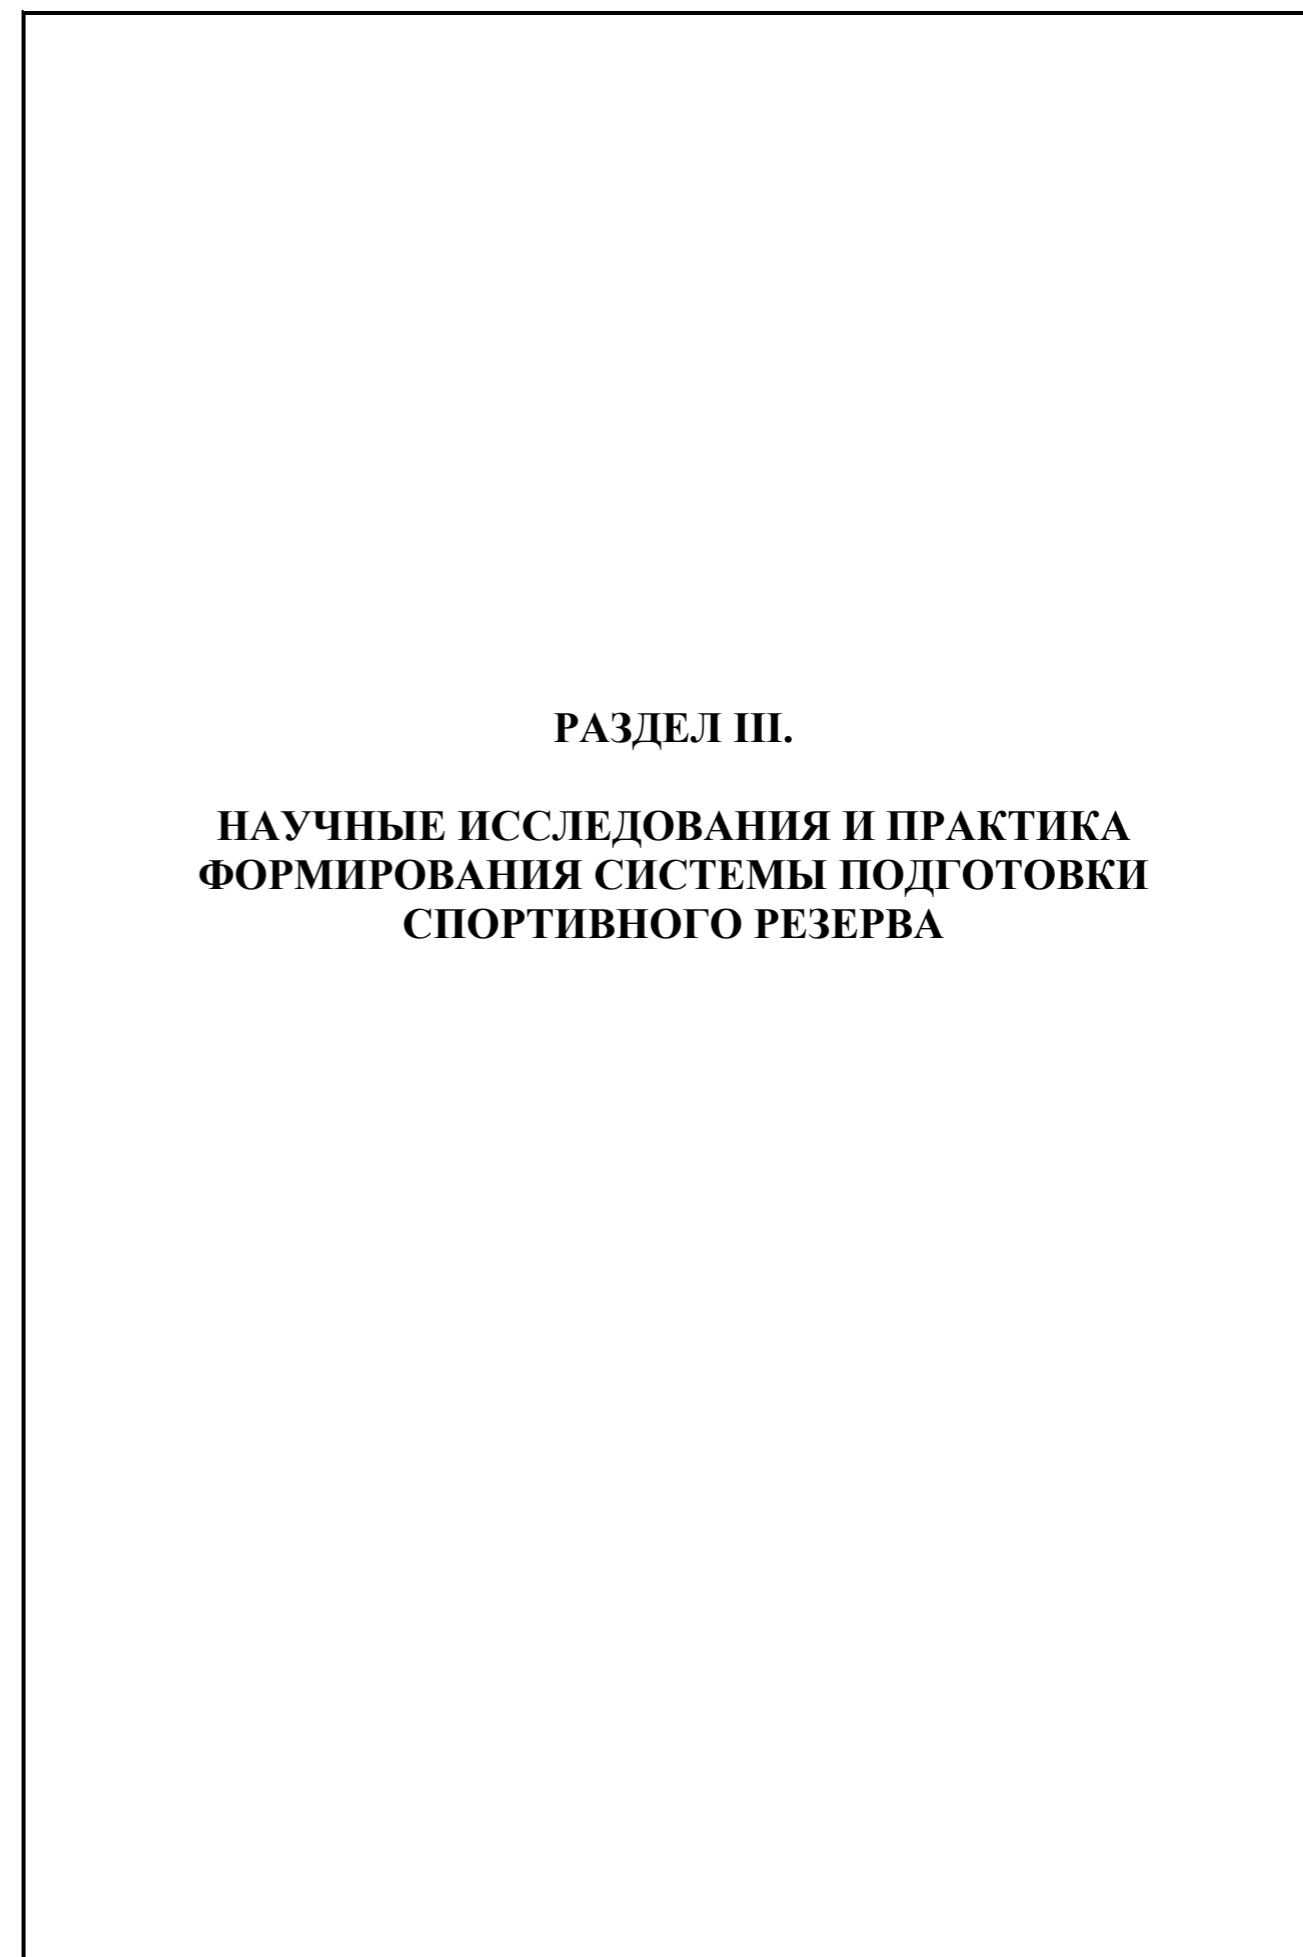 РАЗДЕЛ III.
НАУЧНЫЕ ИССЛЕДОВАНИЯ И ПРАКТИКА
ФОРМИРОВАНИЯ СИСТЕМЫ ПОДГОТОВКИ
СПОРТИВНОГО РЕЗЕРВА